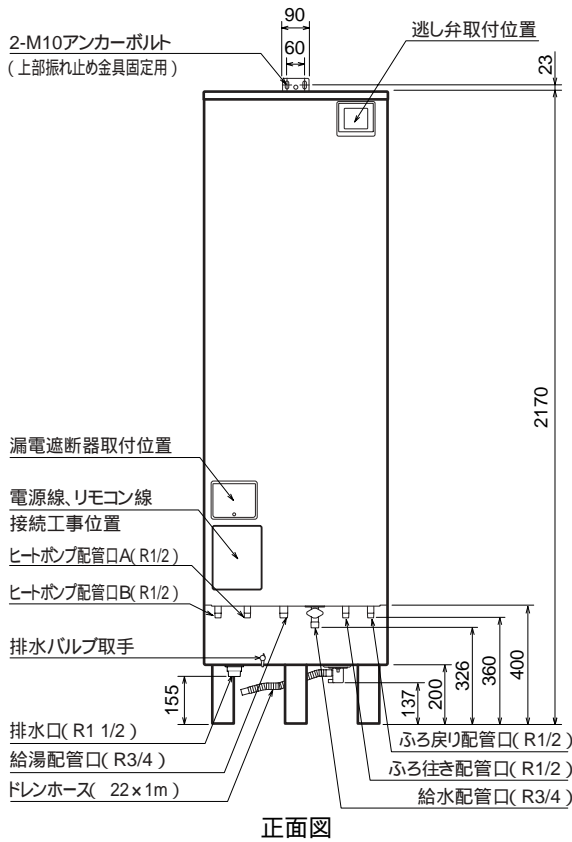 90
60
2-M10アンカーボルト
(上部振れ止め金具固定用)
逃し弁取付位置
23
2170
漏電遮断器取付位置
電源線、リモコン線
接続工事位置
ヒートポンプ配管口A(R1/2)
ヒートポンプ配管口B(R1/2)
排水バルブ取手
155
137
200
326
360
400
排水口(R1 1/2)
給湯配管口(R3/4)
ドレンホース( 22×1m)
ふろ戻り配管口(R1/2)
ふろ往き配管口(R1/2)
給水配管口(R3/4)
正面図